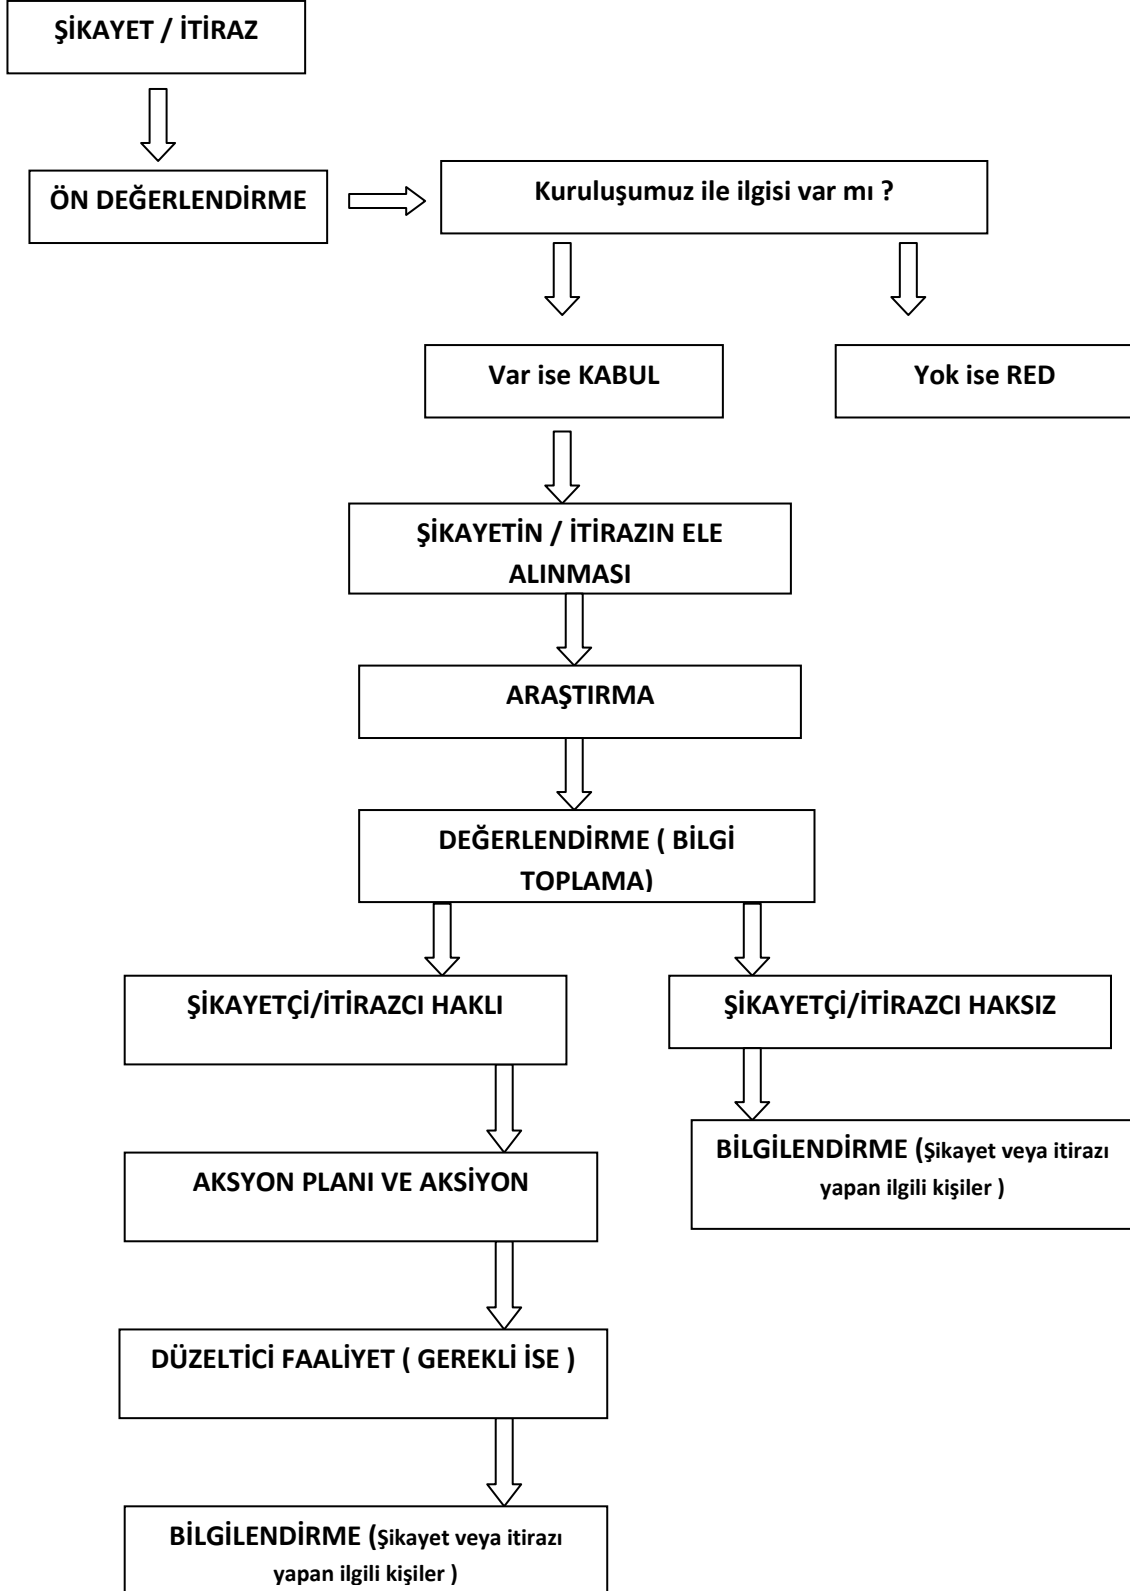 ŞİKAYET / İTİRAZ
ÖN DEĞERLENDİRME
Kuruluşumuz ile ilgisi var mı ?
Var ise KABUL
Yok ise RED
ŞİKAYETİN / İTİRAZIN ELE
ALINMASI
ARAŞTIRMA
DEĞERLENDİRME ( BİLGİ
TOPLAMA)
ŞİKAYETÇİ/İTİRAZCI HAKLI
ŞİKAYETÇİ/İTİRAZCI HAKSIZ
BİLGİLENDİRME (Şikayet veya itirazı
yapan ilgili kişiler )
AKSYON PLANI VE AKSİYON
DÜZELTİCİ FAALİYET ( GEREKLİ İSE )
BİLGİLENDİRME (Şikayet veya itirazı
yapan ilgili kişiler )